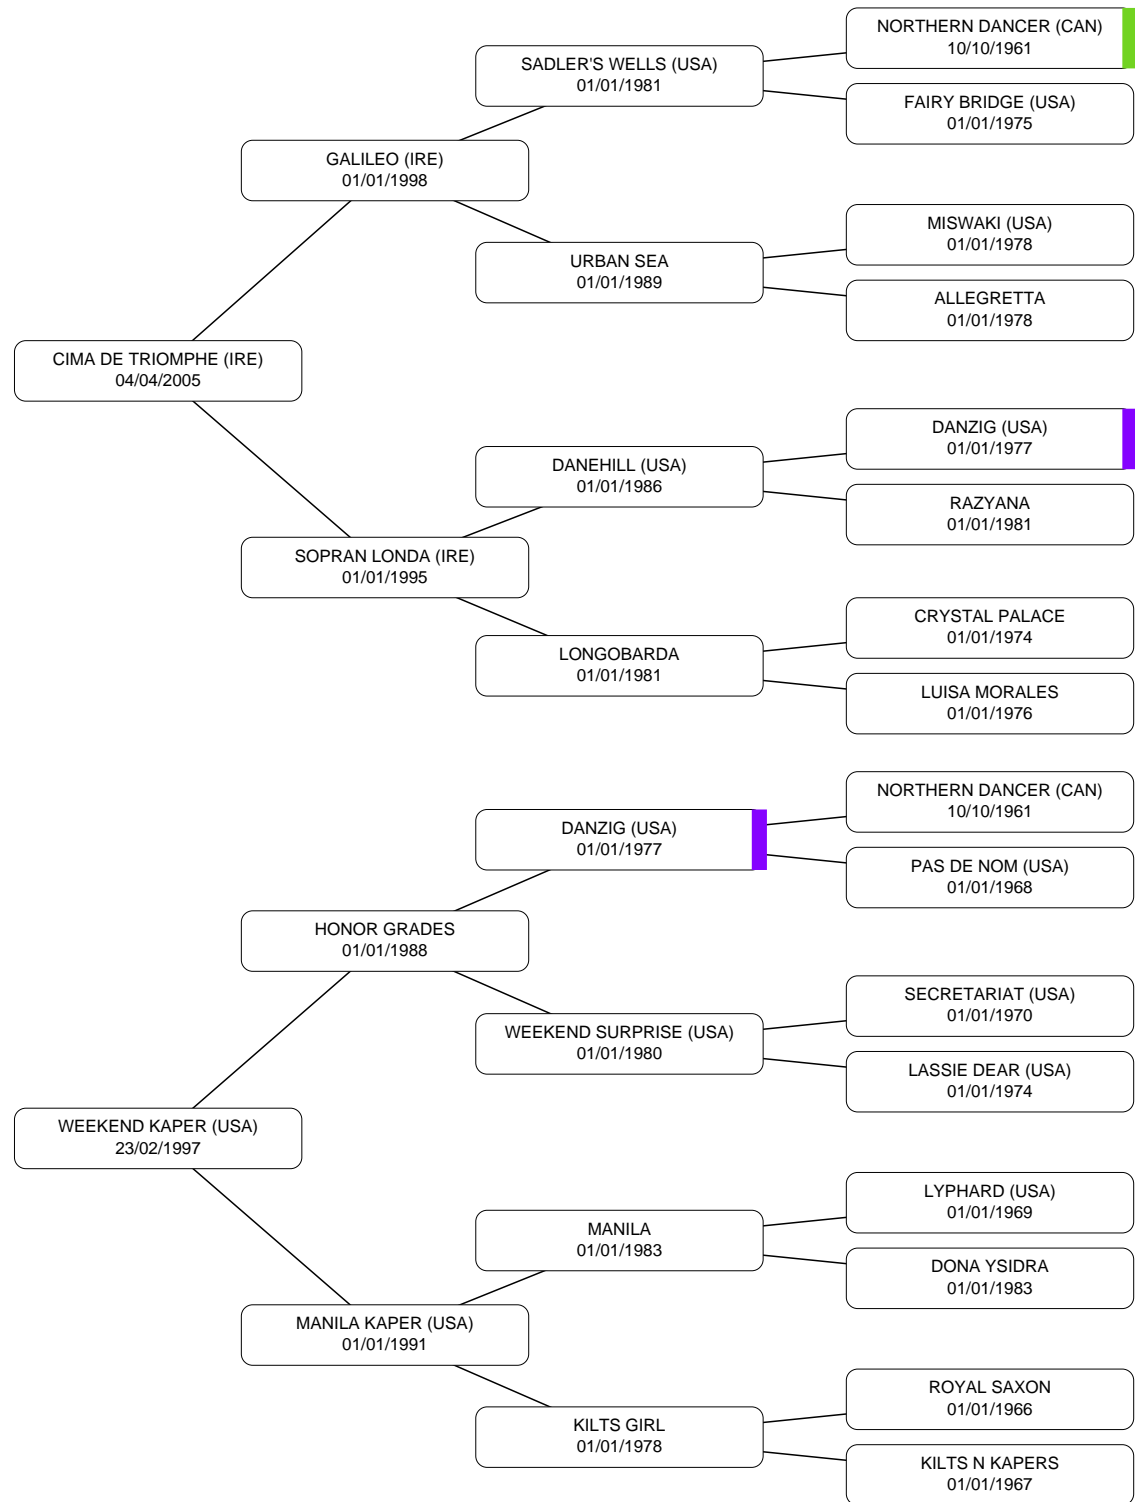 NORTHERN DANCER (CAN)
10/10/1961
SADLER'S WELLS (USA)
01/01/1981
FAIRY BRIDGE (USA)
01/01/1975
GALILEO (IRE)
01/01/1998
MISWAKI (USA)
01/01/1978
URBAN SEA
01/01/1989
ALLEGRETTA
01/01/1978
CIMA DE TRIOMPHE (IRE)
04/04/2005
DANZIG (USA)
01/01/1977
DANEHILL (USA)
01/01/1986
RAZYANA
01/01/1981
SOPRAN LONDA (IRE)
01/01/1995
CRYSTAL PALACE
01/01/1974
LONGOBARDA
01/01/1981
LUISA MORALES
01/01/1976
NORTHERN DANCER (CAN)
10/10/1961
DANZIG (USA)
01/01/1977
PAS DE NOM (USA)
01/01/1968
HONOR GRADES
01/01/1988
SECRETARIAT (USA)
01/01/1970
WEEKEND SURPRISE (USA)
01/01/1980
LASSIE DEAR (USA)
01/01/1974
WEEKEND KAPER (USA)
23/02/1997
LYPHARD (USA)
01/01/1969
MANILA
01/01/1983
DONA YSIDRA
01/01/1983
MANILA KAPER (USA)
01/01/1991
ROYAL SAXON
01/01/1966
KILTS GIRL
01/01/1978
KILTS N KAPERS
01/01/1967